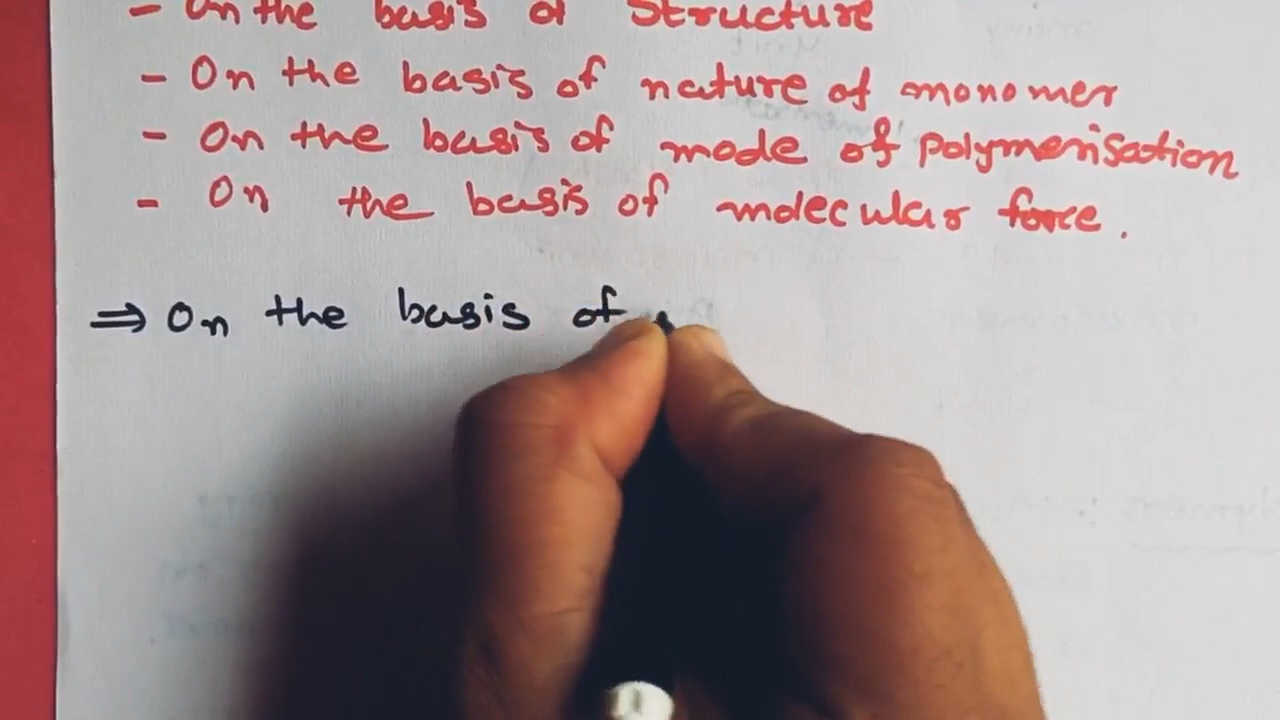 - On the basis of structure
- On the basis of nature of monomer
- On the basis of mode of polymerisation
- On the basis of molecular force.
⇒ On the basis of